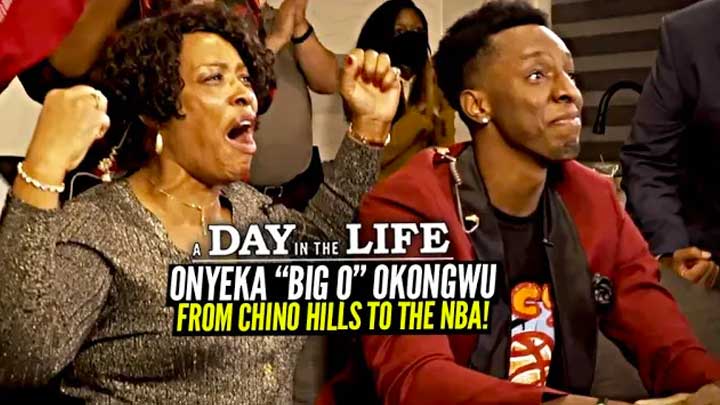 A DAY IN THE LIFE
ONYEKA "BIG O" OKONGWU
FROM CHINO HILLS TO THE NBA!